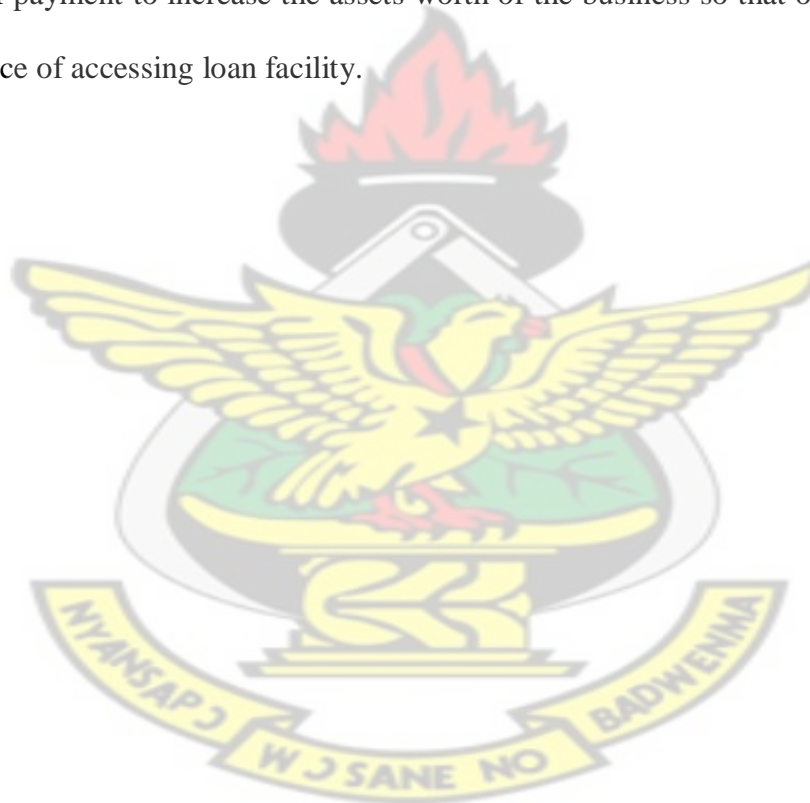 payment to increase the assets worth of the business so that
ce of accessing loan facility.
NYANSAPƆ
WƆ SANE NO
BADWENMA